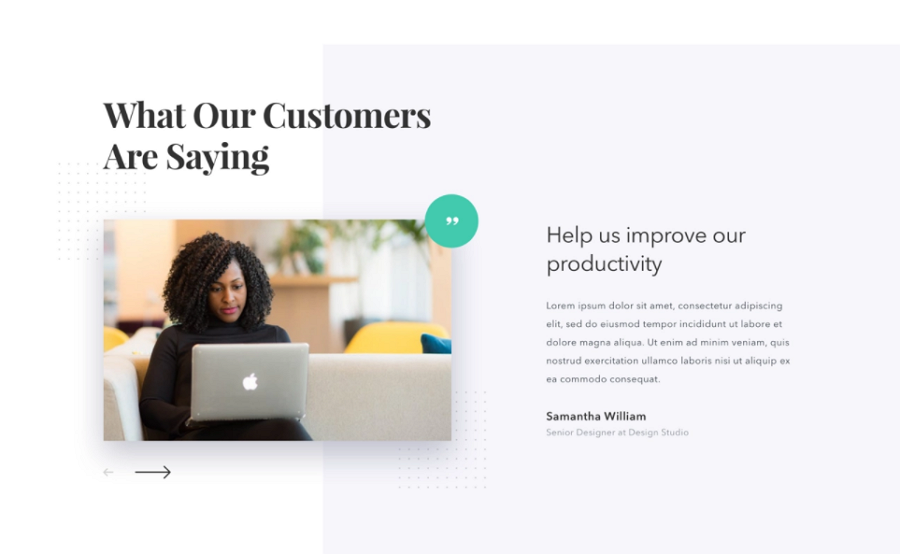 What Our Customers
Are Saying
”
Help us improve our
productivity
Lorem ipsum dolor sit amet, consectetur adipiscing
elit, sed do eiusmod tempor incididunt ut labore et
dolore magna aliqua. Ut enim ad minim veniam, quis
nostrud exercitation ullamco laboris nisi ut aliquip ex
ea commodo consequat.
Samantha William
Senior Designer at Design Studio